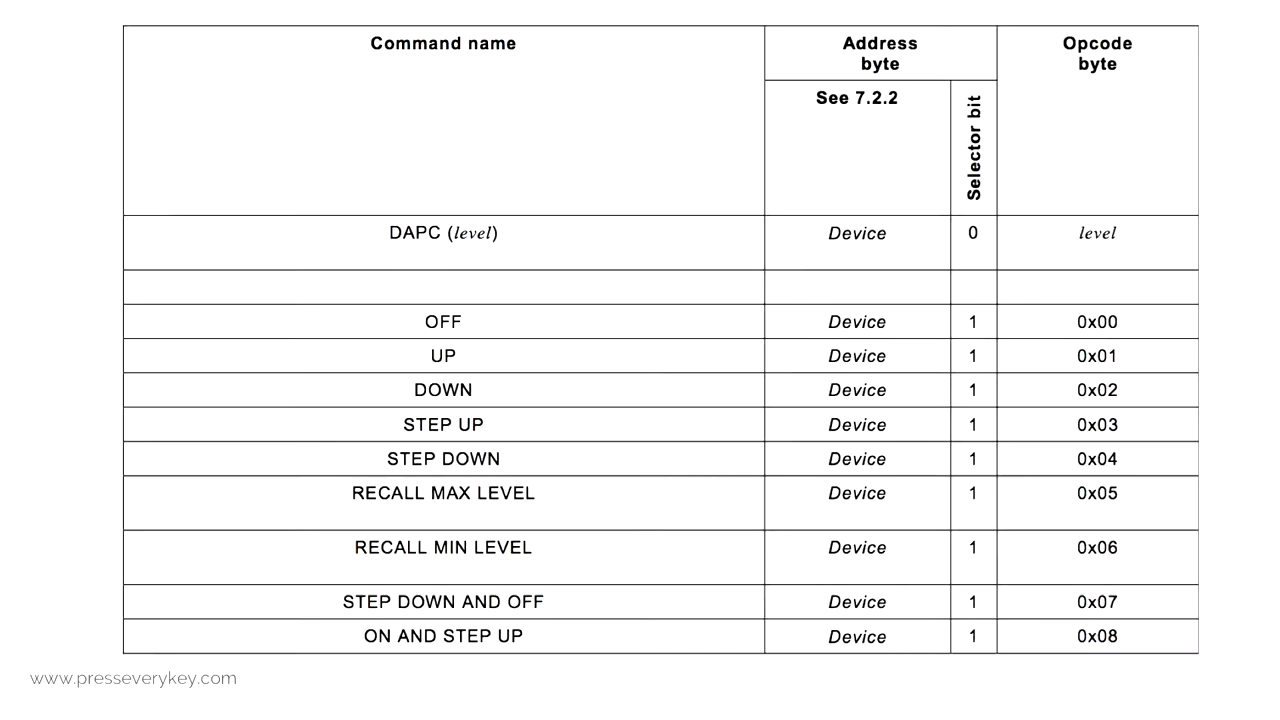 Command name Address byte Opcode byte
See 7.2.2 Selector bit
DAPC (level) Device 0 level
OFF Device 1 0x00
UP Device 1 0x01
DOWN Device 1 0x02
STEP UP Device 1 0x03
STEP DOWN Device 1 0x04
RECALL MAX LEVEL Device 1 0x05
RECALL MIN LEVEL Device 1 0x06
STEP DOWN AND OFF Device 1 0x07
ON AND STEP UP Device 1 0x08
www.presseverykey.com